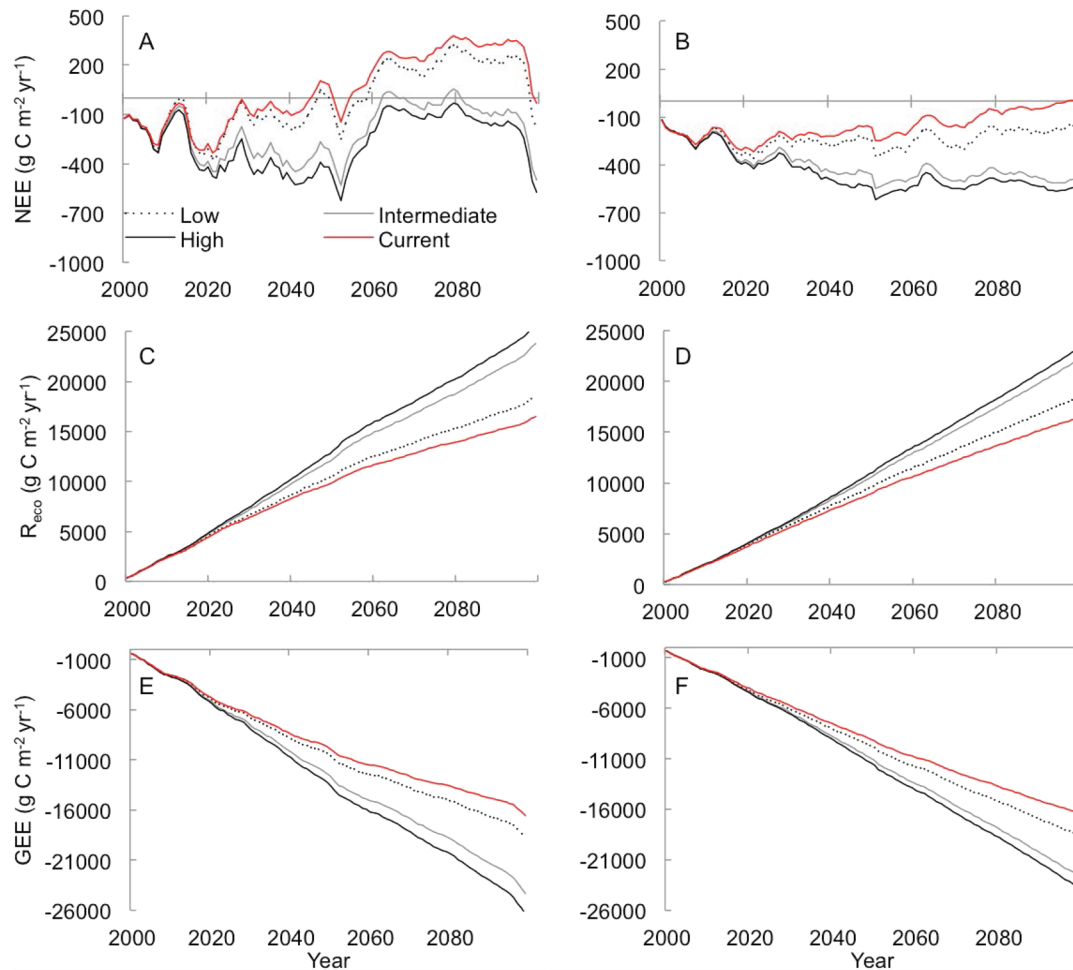 500
200
-100
-400
-700
-1000
NEE (g C m-2 yr-1)
A
Low
Intermediate
High
Current
2000 2020 2040 2060 2080
500
200
-100
-400
-700
-1000
B
2000 2020 2040 2060 2080
25000
20000
15000
10000
5000
0
Reco (g C m-2 yr-1)
C
2000 2020 2040 2060 2080
25000
20000
15000
10000
5000
0
D
2000 2020 2040 2060 2080
-1000
-6000
-11000
-16000
-21000
-26000
GEE (g C m-2 yr-1)
E
2000 2020 2040 2060 2080
Year
-1000
-6000
-11000
-16000
-21000
-26000
F
2000 2020 2040 2060 2080
Year